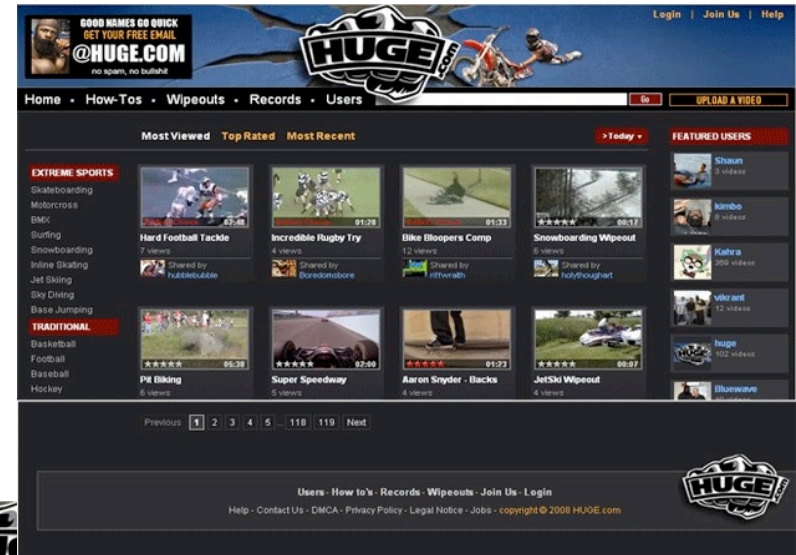 GOOD NAMES GO QUICK
GET YOUR FREE EMAIL
@HUGE.COM
no spam, no bullshit
HUGE.com
Login | Join Us | Help
Home • How-Tos • Wipeouts • Records • Users
Go
UPLOAD A VIDEO
Most Viewed Top Rated Most Recent
>Today
FEATURED USERS
EXTREME SPORTS
Skateboarding
Motorcross
BMX
Surfing
Snowboarding
Inline Skating
Jet Skiing
Sky Diving
Base Jumping
TRADITIONAL
Basketball
Football
Baseball
Hockey
02:48
Hard Football Tackle
7 views
Shared by
hubblebubble
01:28
Incredible Rugby Try
4 views
Shared by
Boredomsbore
01:33
Bike Bloopers Comp
12 views
Shared by
riffwraith
00:17
Snowboarding Wipeout
6 views
Shared by
holythoughart
05:38
Pit Biking
6 views
02:00
Super Speedway
5 views
01:23
Aaron Snyder - Backs
4 views
00:07
JetSki Wipeout
4 views
Shaun
3 videos
kimbo
8 videos
Kahra
369 videos
vikrant
12 videos
huge
102 videos
Bluewave
Previous 1 2 3 4 5 ... 118 119 Next
Users - How to's - Records - Wipeouts - Join Us - Login
Help - Contact Us - DMCA - Privacy Policy - Legal Notice - Jobs - copyright © 2008 HUGE.com
HUGE.com